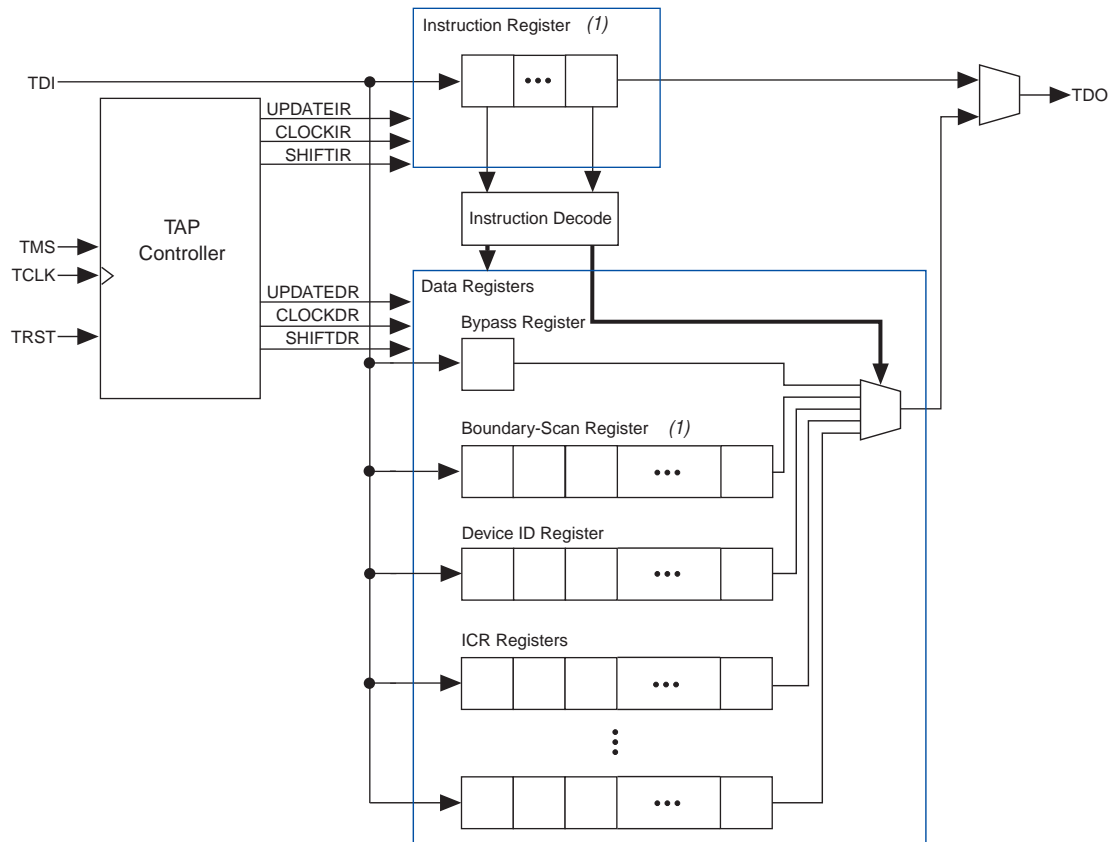 Instruction Register (1)
TDI
TDO
UPDATEIR
CLOCKIR
SHIFTIR
TAP
Controller
Instruction Decode
TMS
TCLK
TRST
Data Registers
UPDATEDR
CLOCKDR
SHIFTDR
Bypass Register
Boundary-Scan Register (1)
Device ID Register
ICR Registers